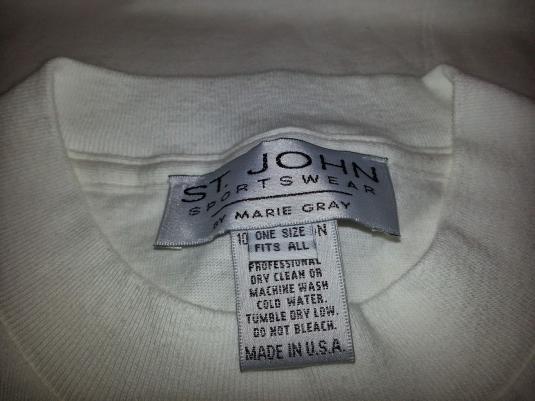 ST. JOHN
SPORTSWEAR
BY MARIE GRAY
10 ONE SIZE N
FITS ALL
PROFESSIONAL
DRY CLEAN OR
MACHINE WASH
COLD WATER.
TUMBLE DRY LOW.
DO NOT BLEACH.
MADE IN U.S.A.